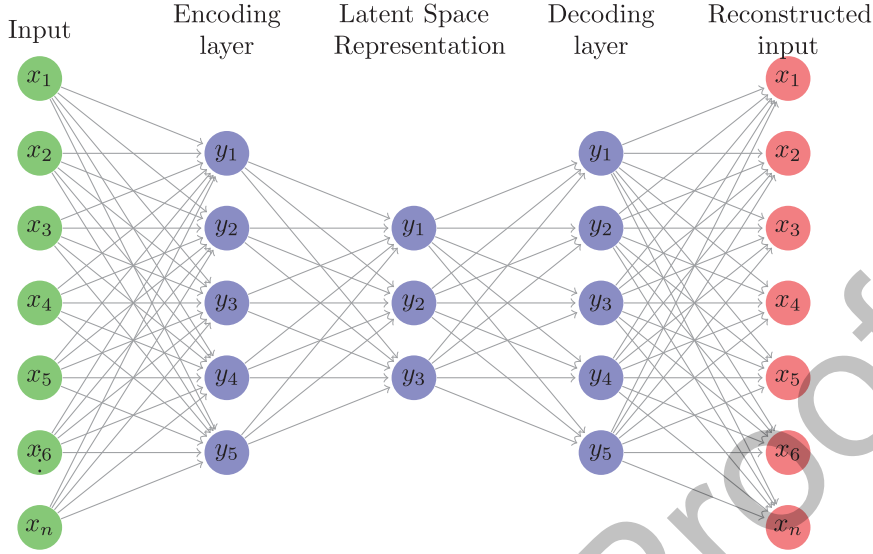 Input
Encoding
layer
Latent Space
Representation
Decoding
layer
Reconstructed
input
x1
x2
x3
x4
x5
x6
⋮
xn
y1
y2
y3
y4
y5
y1
y2
y3
y1
y2
y3
y4
y5
x1
x2
x3
x4
x5
x6
xn
Proof